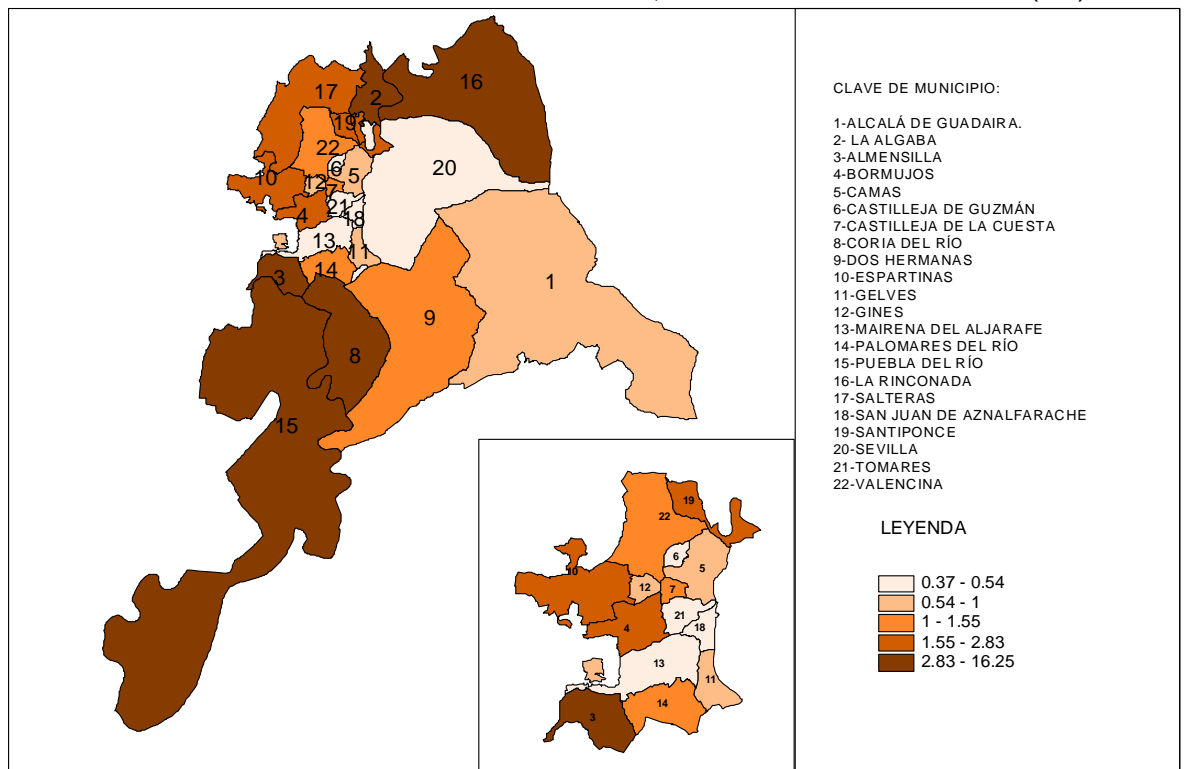 CLAVE DE MUNICIPIO:
1-ALCALÁ DE GUADAIRA.
2- LA ALGABA
3-ALMENSILLA
4-BORMUJOS
5-CAMAS
6-CASTILLEJA DE GUZMÁN
7-CASTILLEJA DE LA CUESTA
8-CORIA DEL RÍO
9-DOS HERMANAS
10-ESPARTINAS
11-GELVES
12-GINES
13-MAIRENA DEL ALJARAFE
14-PALOMARES DEL RÍO
15-PUEBLA DEL RÍO
16-LA RINCONADA
17-SALTERAS
18-SAN JUAN DE AZNALFARACHE
19-SANTIPONCE
20-SEVILLA
21-TOMARES
22-VALENCINA
LEYENDA
0.37 - 0.54
0.54 - 1
1 - 1.55
1.55 - 2.83
2.83 - 16.25
16
17
2
19
22
20
6
5
10
12
7
21
4
18
13
11
14
3
1
9
8
15
19
22
6
5
10
12
7
21
4
18
13
11
14
3